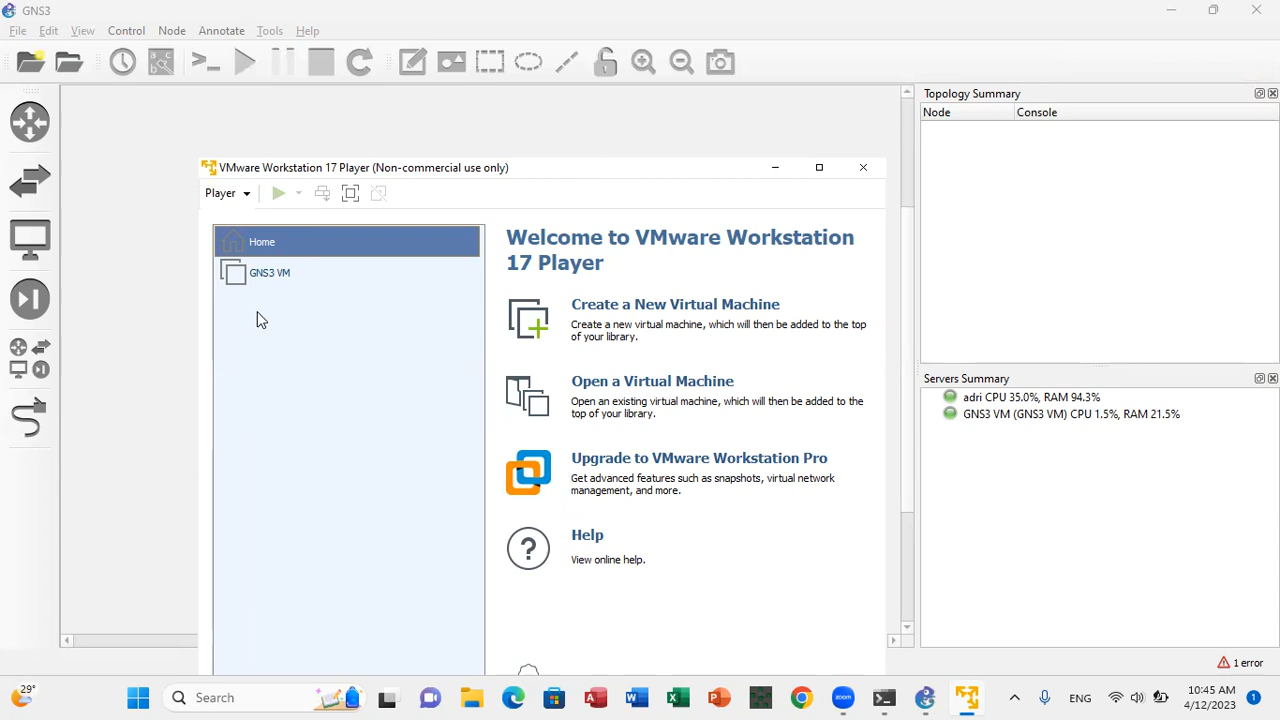 GNS3
File Edit View Control Node Annotate Tools Help
Topology Summary
Node Console
VMware Workstation 17 Player (Non-commercial use only)
Player
Home
GNS3 VM
Welcome to VMware Workstation
17 Player
Create a New Virtual Machine
Create a new virtual machine, which will then be added to the top
of your library.
Open a Virtual Machine
Open an existing virtual machine, which will then be added to the
top of your library.
Upgrade to VMware Workstation Pro
Get advanced features such as snapshots, virtual network
management, and more.
Help
View online help.
Servers Summary
adri CPU 35.0%, RAM 94.3%
GNS3 VM (GNS3 VM) CPU 1.5%, RAM 21.5%
1 error
29°
Search
ENG
10:45 AM
4/12/2023
1